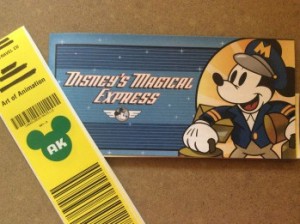 Art of Animation
AK
DISNEY'S MAGICAL
EXPRESS
M